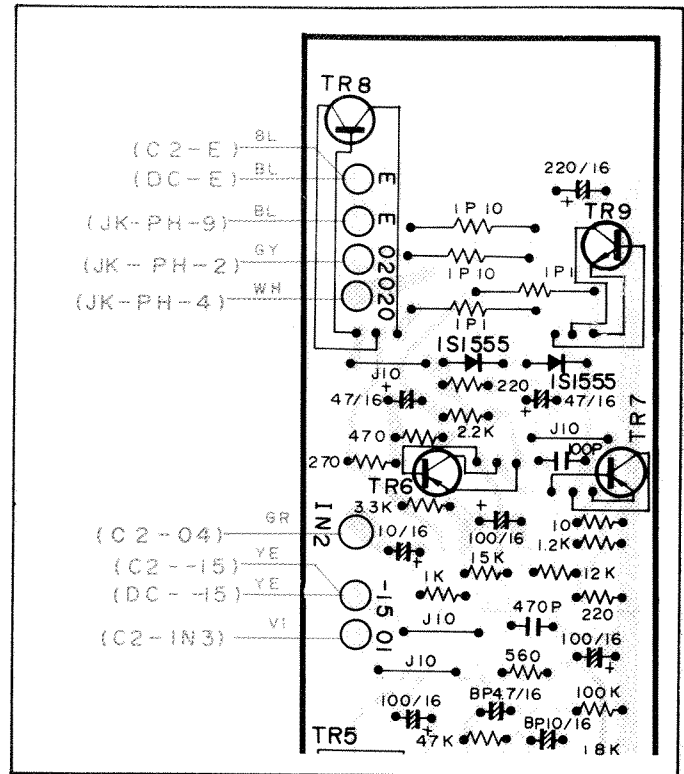 TR8
(C2-E) BL
(DC-E) BL
E
220/16
+
TR9
(JK-PH-9) BL
E
1P10
(JK-PH-2) GY
02
1P10
1P1
(JK-PH-4) WH
020
1P1
1S1555
1S1555
J10
220
+
47/16
+
47/16
TR7
2.2K
J10
470
100P
270
TR6
3.3K
IN2
GR
(C2-04)
10/16
+
+
100/16
10
1.2K
YE
(C2--15)
15K
12K
YE
(DC--15)
-15
1K
220
VI
(C2-IN3)
01
J10
470P
100/16
+
J10
560
100/16
+
BP4.7/16
100K
TR5
47K
BP10/16
18K